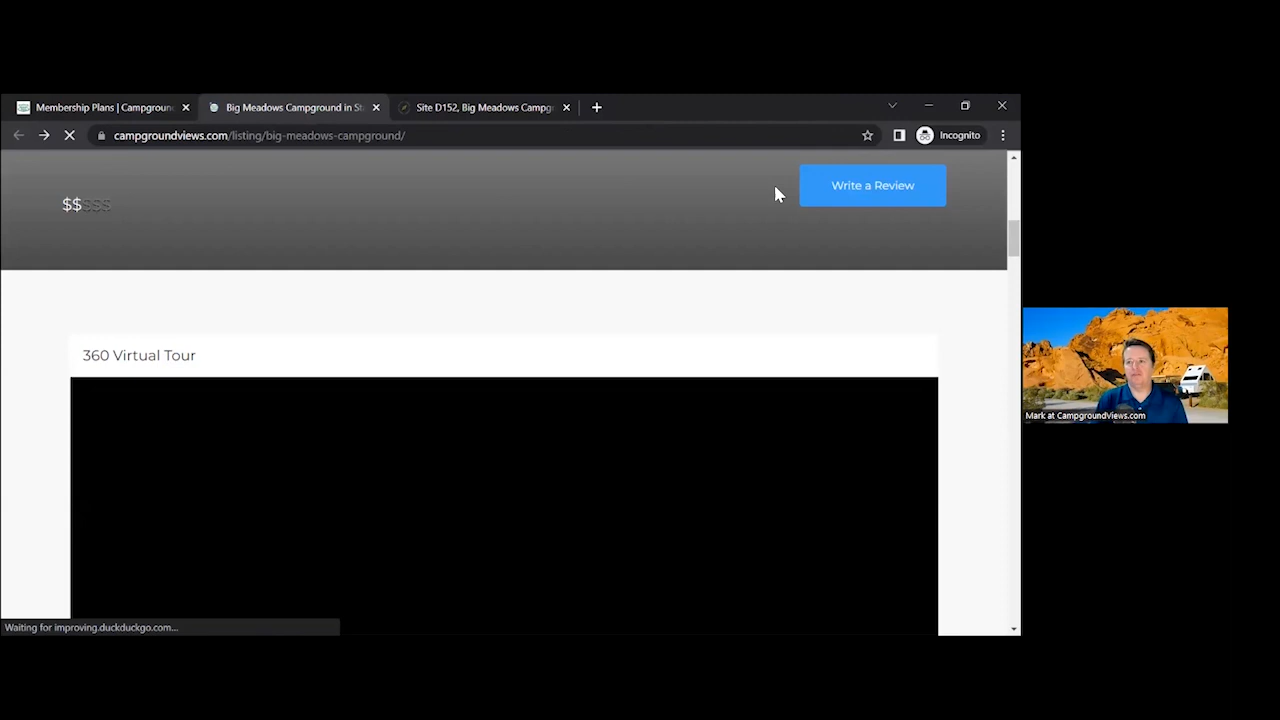 Membership Plans | Campground
Big Meadows Campground in St
Site D152, Big Meadows Campg
campgroundviews.com/listing/big-meadows-campground/
Incognito
Write a Review
$$$$$
360 Virtual Tour
Mark at CampgroundViews.com
Waiting for improving.duckduckgo.com...